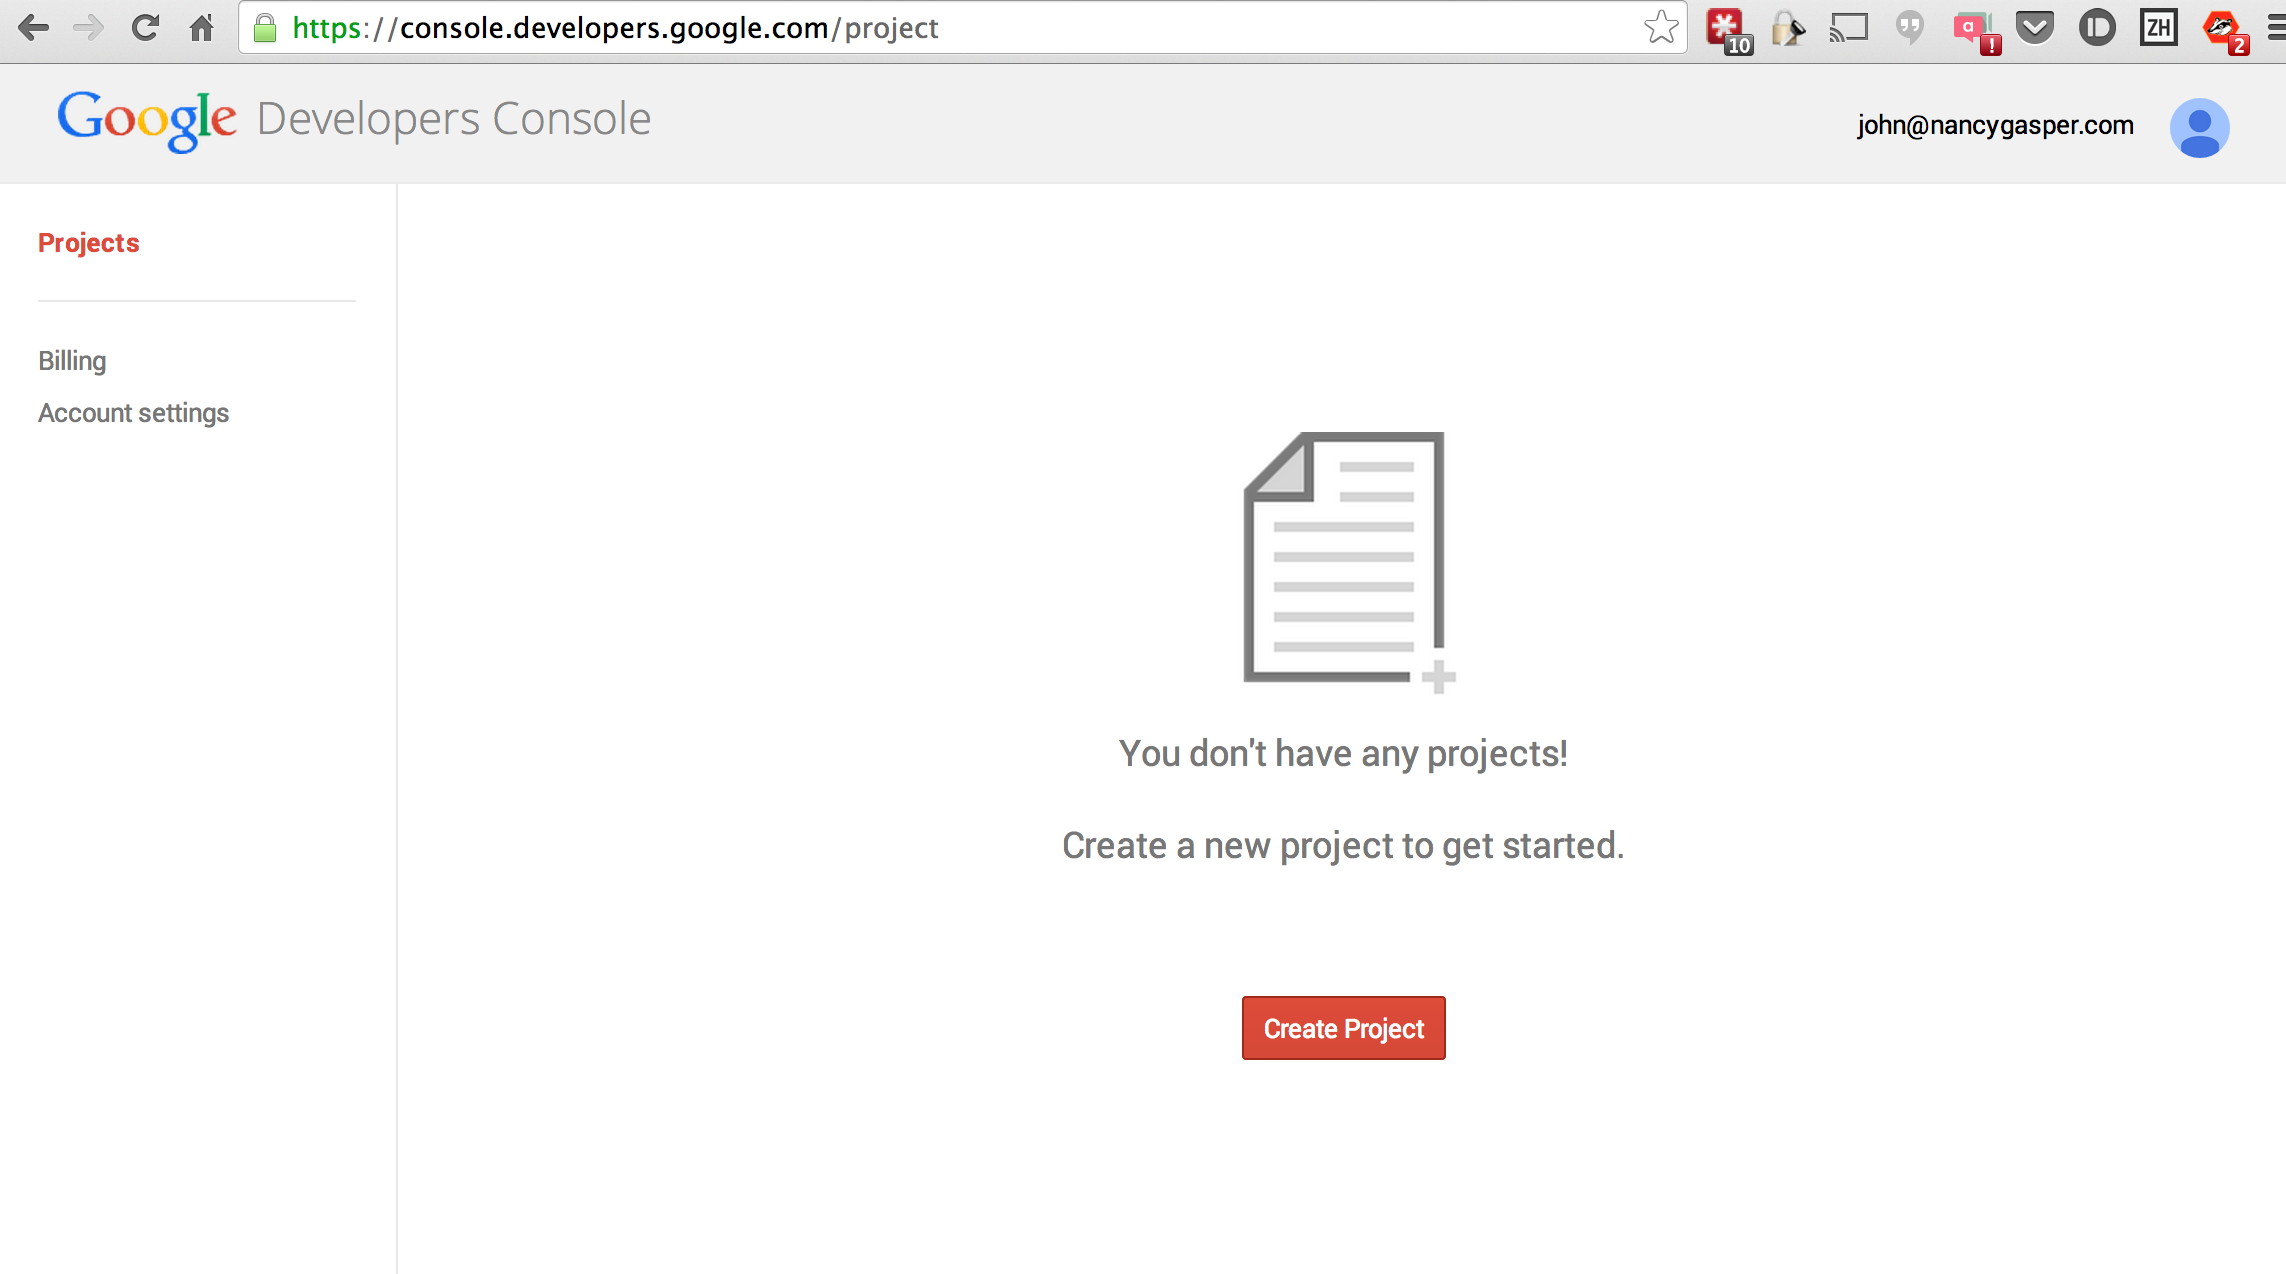 https://console.developers.google.com/project
10
a
!
ZH
2
Google Developers Console
john@nancygasper.com
Projects
Billing
Account settings
You don't have any projects!
Create a new project to get started.
Create Project